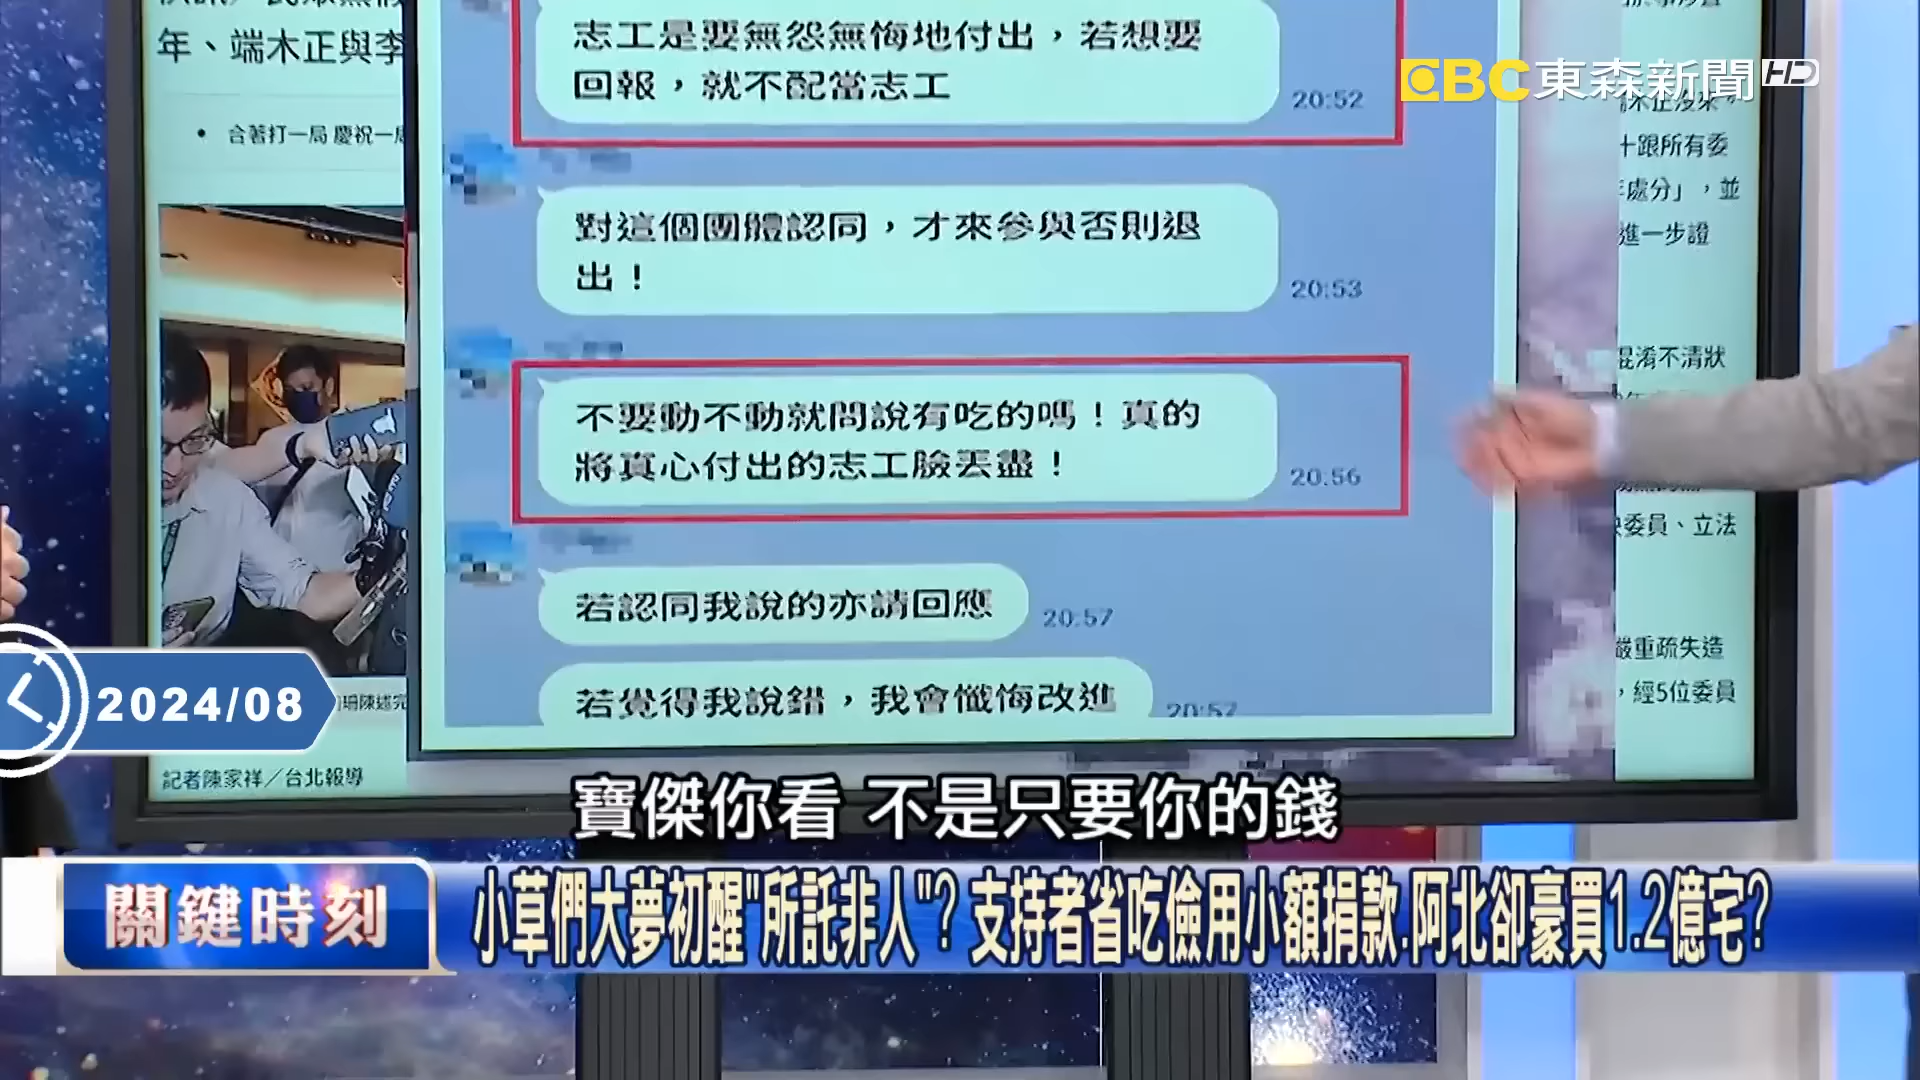 年、端木正與李
合著打一局 慶祝一局
志工是要無怨無悔地付出，若想要
回報，就不配當志工
20:52
EBC東森新聞HD
十跟所有委
處分」，並
進一步證
對這個團體認同，才來參與否則退
出！
20:53
混淆不清狀
不要動不動就問說有吃的嗎！真的
將真心付出的志工臉丟盡！
20:56
委員、立法
若認同我說的亦請回應
20:57
嚴重疏失造
，經5位委員
若覺得我說錯，我會懺悔改進
20:57
2024/08
珊陳述完
記者陳家祥／台北報導
寶傑你看 不是只要你的錢
關鍵時刻
小草們大夢初醒"所託非人"? 支持者省吃儉用小額捐款.阿北卻豪買1.2億宅?